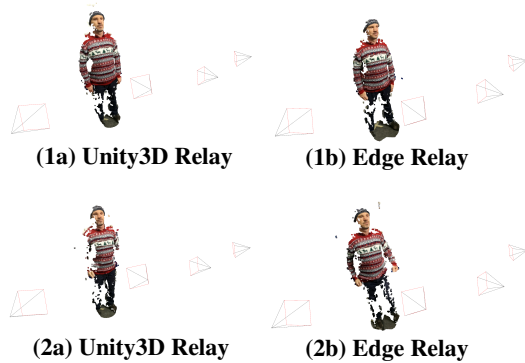 (1a) Unity3D Relay
(1b) Edge Relay
(2a) Unity3D Relay
(2b) Edge Relay